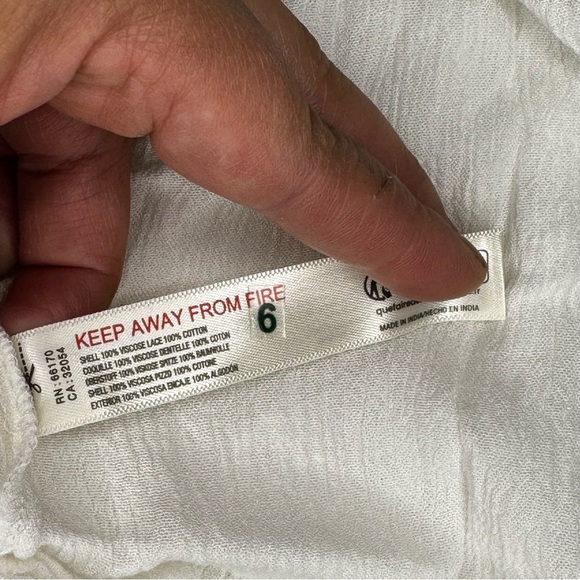 RN: 66170
CA: 32054
KEEP AWAY FROM FIRE
6
SHELL 100% VISCOSE LACE 100% COTTON
COQUILLE 100% VISCOSE DENTELLE 100% COTON
OBERSTOFF 100% VISKOSE SPITZE 100% BAUMWOLLE
SHELL 100% VISCOSA PIZZO 100% COTONE
EXTERIOR 100% VISCOSA ENCAJE 100% ALGODÓN
MADE IN INDIA/HECHO EN INDIA